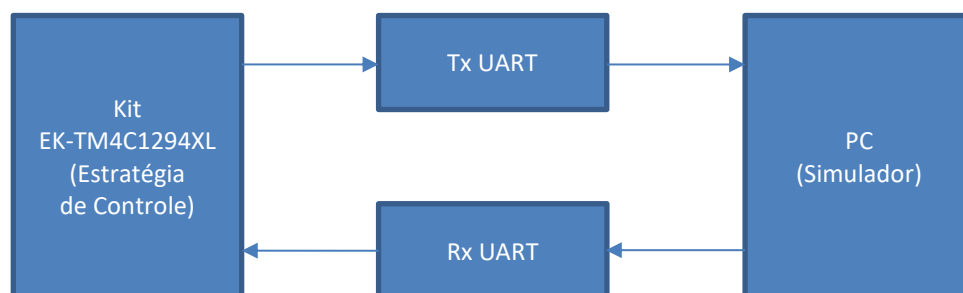 Kit
EK-TM4C1294XL
(Estratégia
de Controle)
Tx UART
Rx UART
PC
(Simulador)